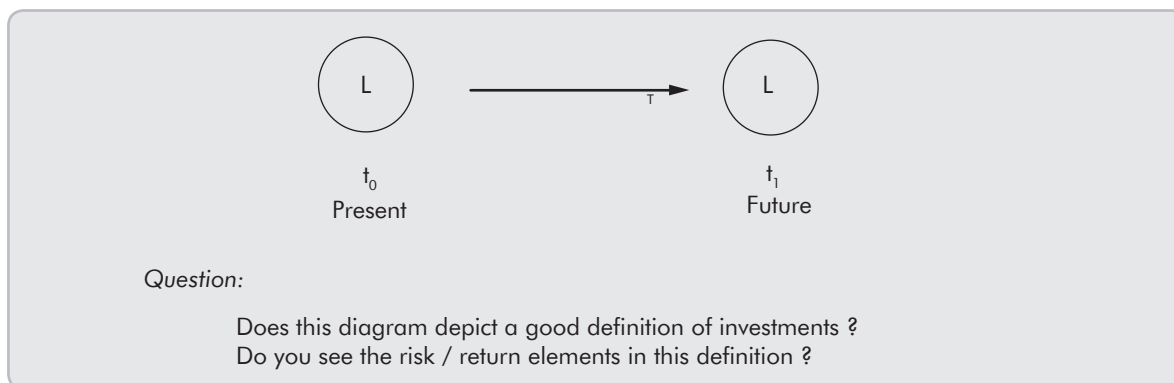 L
T
L
t₀
Present
t₁
Future
Question:
Does this diagram depict a good definition of investments ?
Do you see the risk / return elements in this definition ?